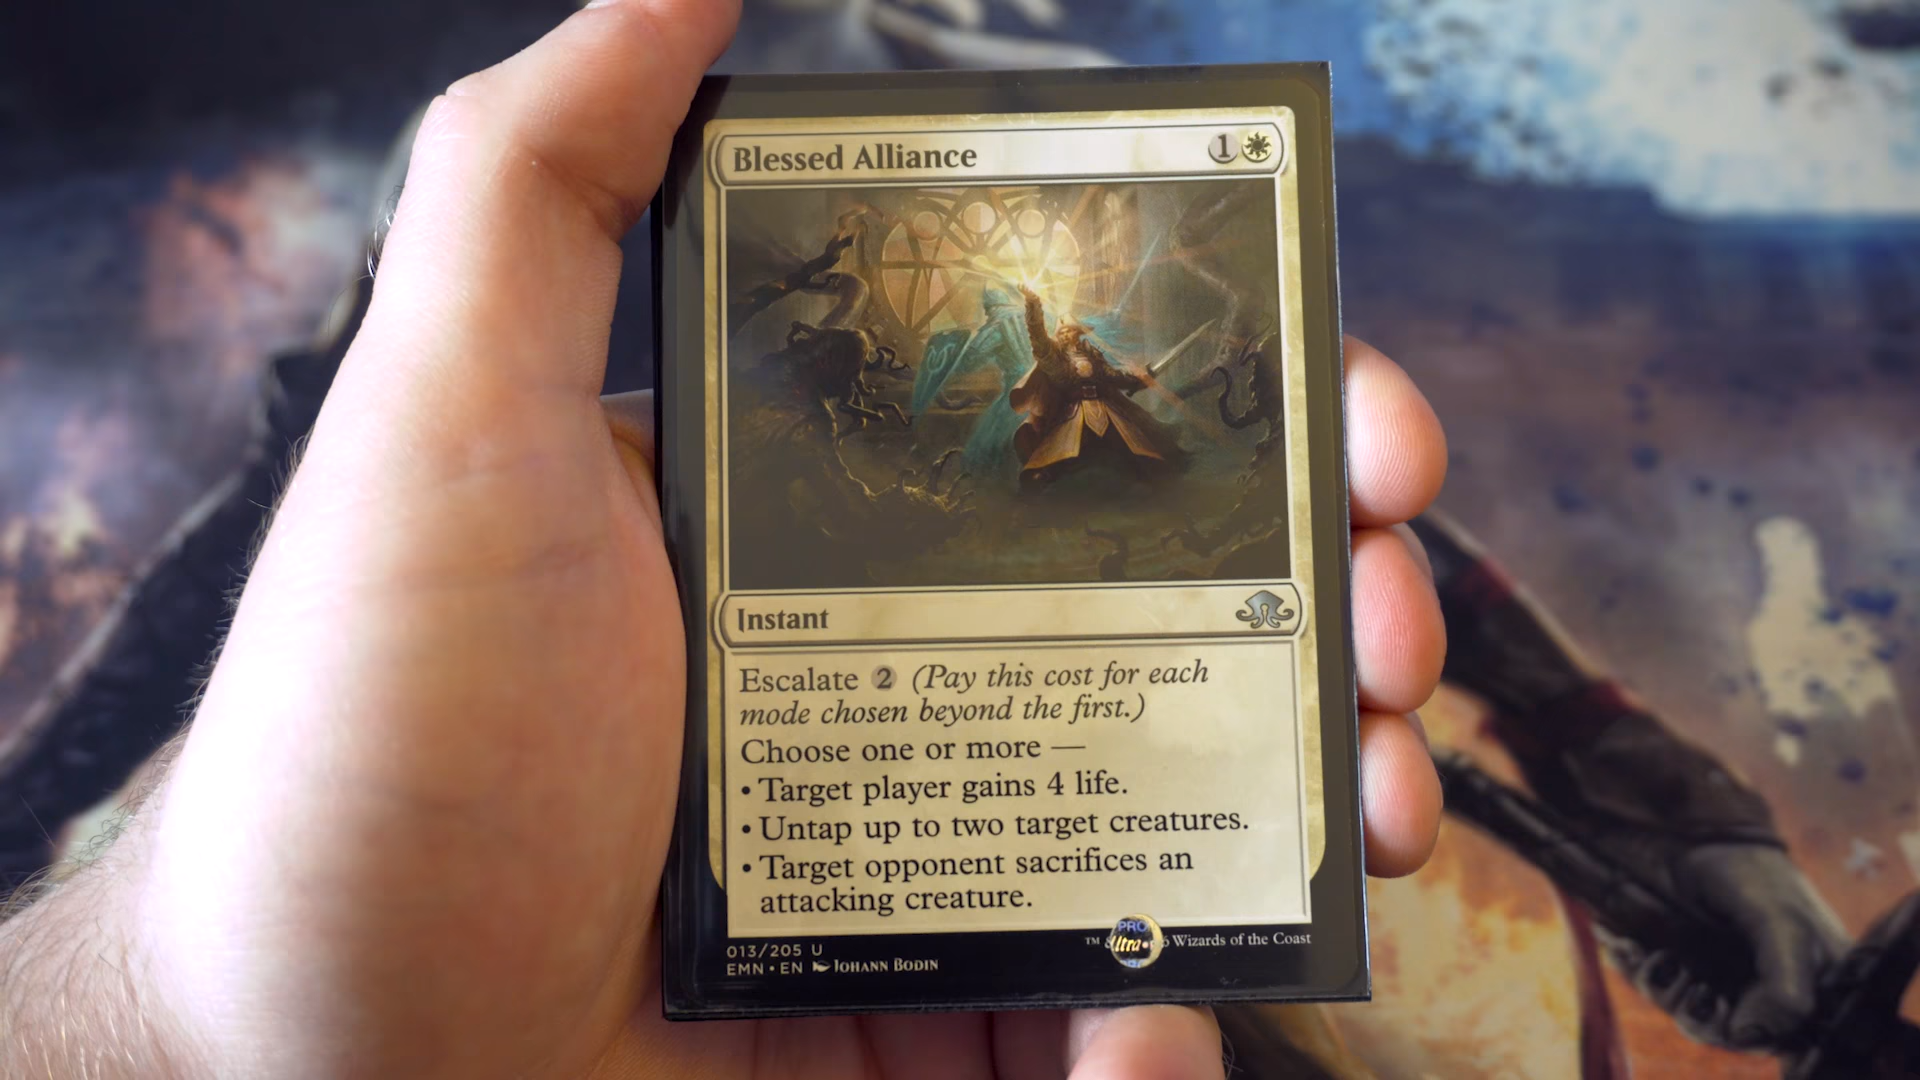 Blessed Alliance 1
Instant
Escalate 2 (Pay this cost for each
mode chosen beyond the first.)
Choose one or more —
• Target player gains 4 life.
• Untap up to two target creatures.
• Target opponent sacrifices an
attacking creature.
013/205 U
EMN • EN JOHANN BODIN
™ & Wizards of the Coast
PRO
Ultra